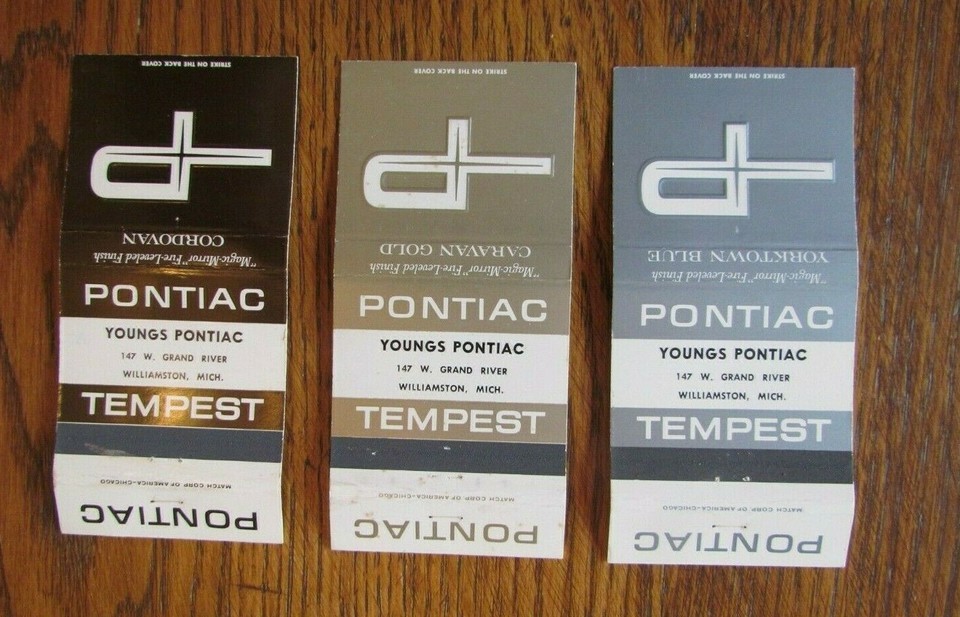 STRIKE ON THE BACK COVER
CORDOVAN
"Magic-Mirror" Fire-Leveled Finish
PONTIAC
YOUNGS PONTIAC
147 W. GRAND RIVER
WILLIAMSTON, MICH.
TEMPEST
MATCH CORP. OF AMERICA-CHICAGO
PONTIAC
STRIKE ON THE BACK COVER
CARAVAN GOLD
"Magic-Mirror" Fire-Leveled Finish
PONTIAC
YOUNGS PONTIAC
147 W. GRAND RIVER
WILLIAMSTON, MICH.
TEMPEST
MATCH CORP. OF AMERICA-CHICAGO
PONTIAC
STRIKE ON THE BACK COVER
YORKTOWN BLUE
"Magic-Mirror" Fire-Leveled Finish
PONTIAC
YOUNGS PONTIAC
147 W. GRAND RIVER
WILLIAMSTON, MICH.
TEMPEST
MATCH CORP. OF AMERICA-CHICAGO
PONTIAC